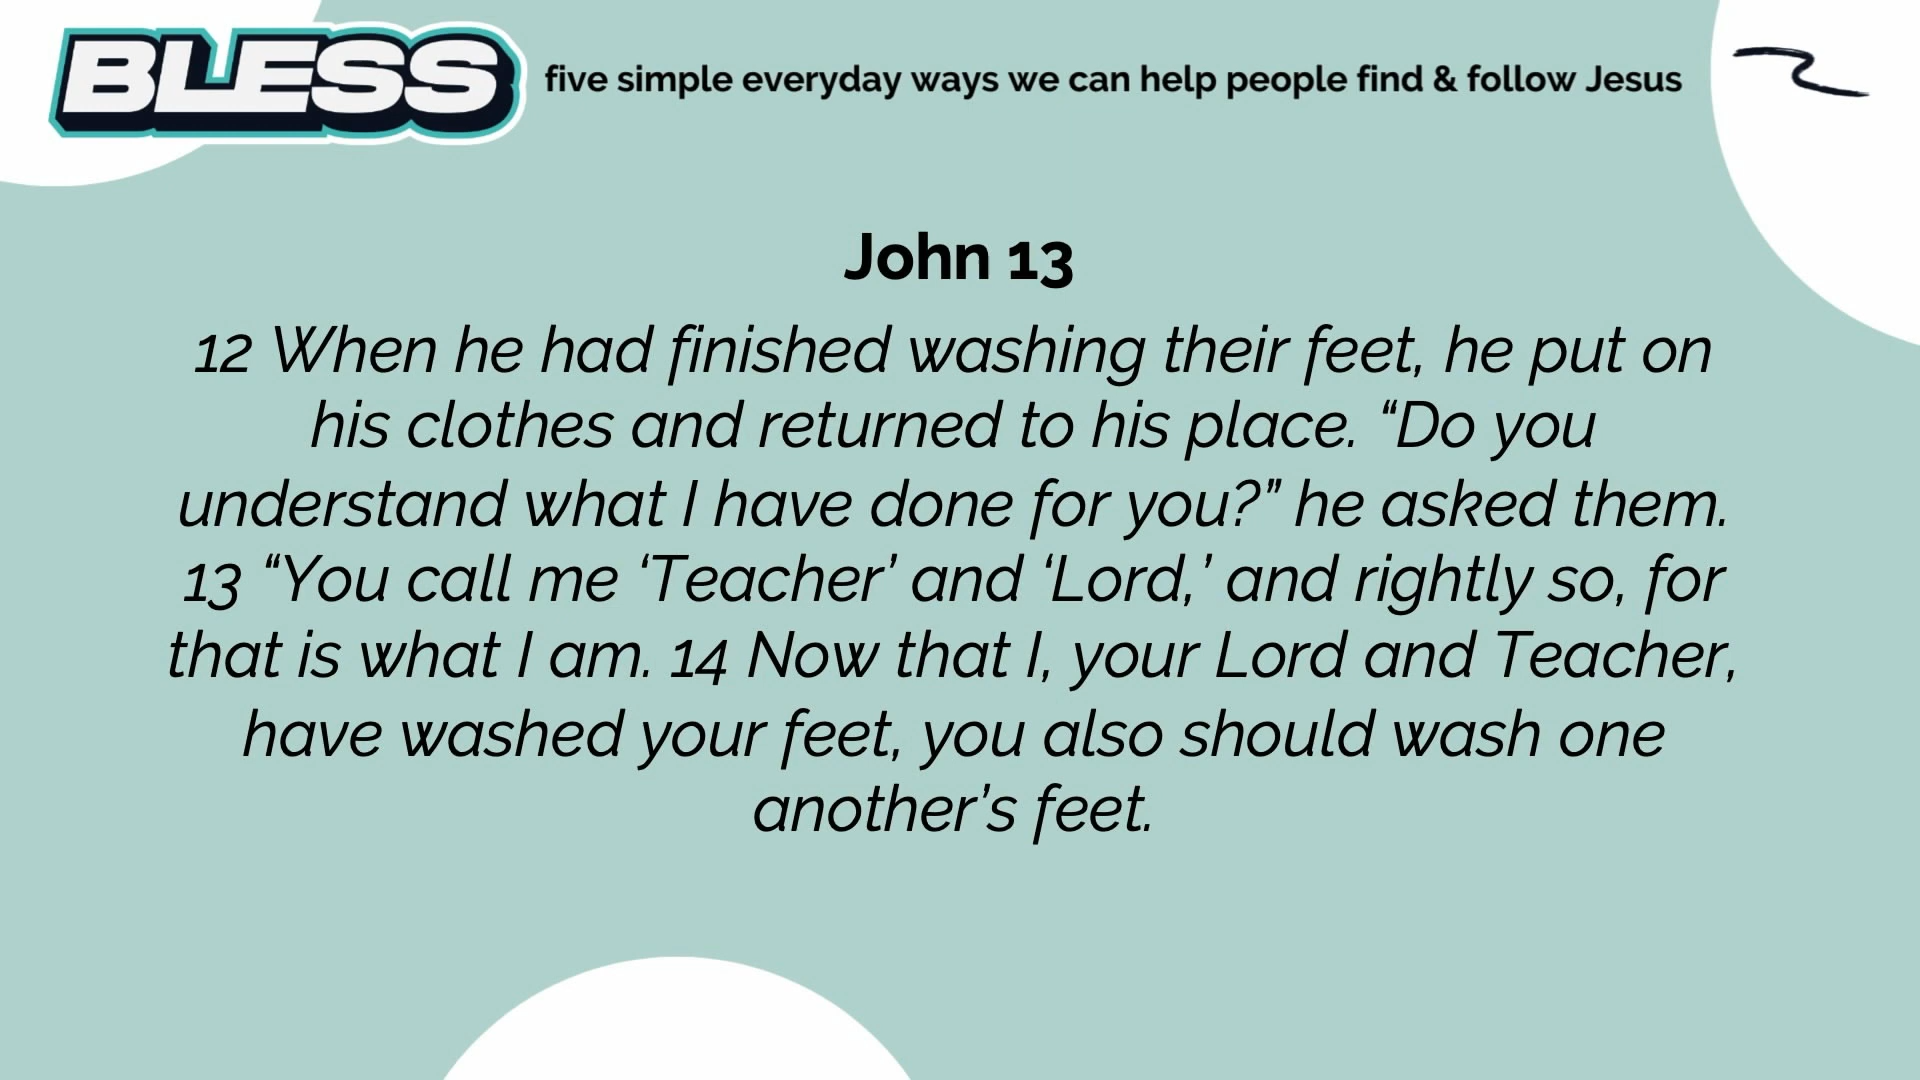 BLESS
five simple everyday ways we can help people find & follow Jesus
John 13
12 When he had finished washing their feet, he put on
his clothes and returned to his place. “Do you
understand what I have done for you?” he asked them.
13 “You call me ‘Teacher’ and ‘Lord,’ and rightly so, for
that is what I am. 14 Now that I, your Lord and Teacher,
have washed your feet, you also should wash one
another’s feet.